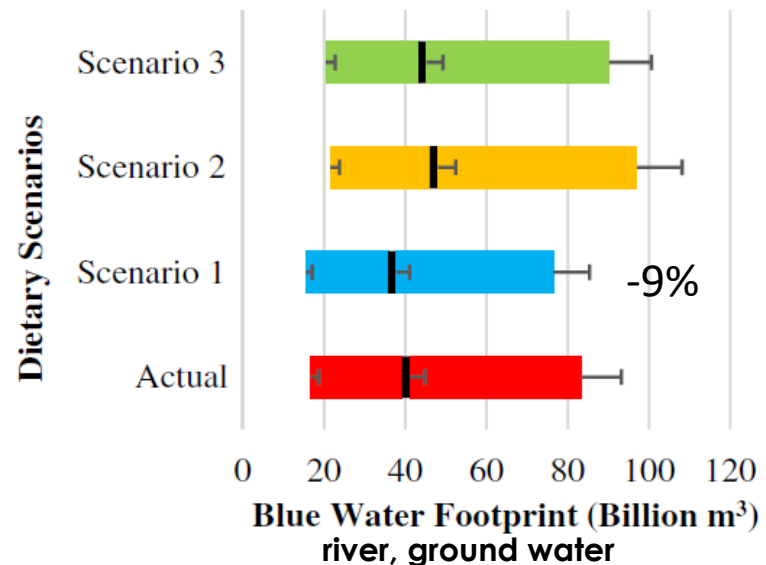 Dietary Scenarios
Scenario 3
Scenario 2
Scenario 1
-9%
Actual
0 20 40 60 80 100 120
Blue Water Footprint (Billion m³)
river, ground water